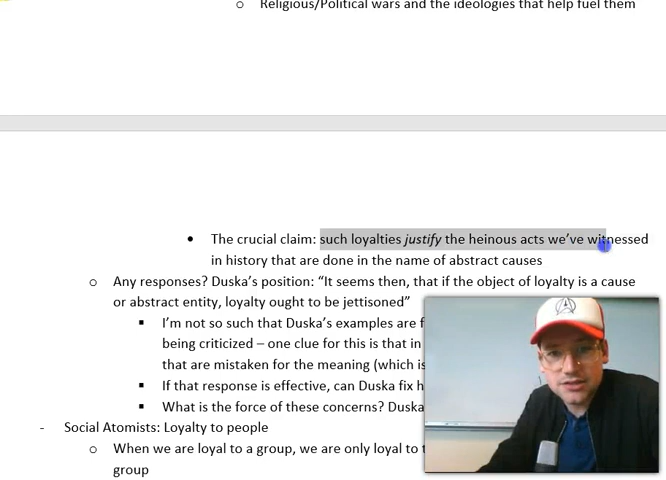 Religious/Political wars and the ideologies that help fuel them
The crucial claim: such loyalties justify the heinous acts we've witnessed
in history that are done in the name of abstract causes
Any responses? Duska's position: “It seems then, that if the object of loyalty is a cause
or abstract entity, loyalty ought to be jettisoned”
I'm not so such that Duska's examples are
being criticized – one clue for this is that in
that are mistaken for the meaning (which is
If that response is effective, can Duska fix
What is the force of these concerns? Duska
- Social Atomists: Loyalty to people
When we are loyal to a group, we are only loyal to
group